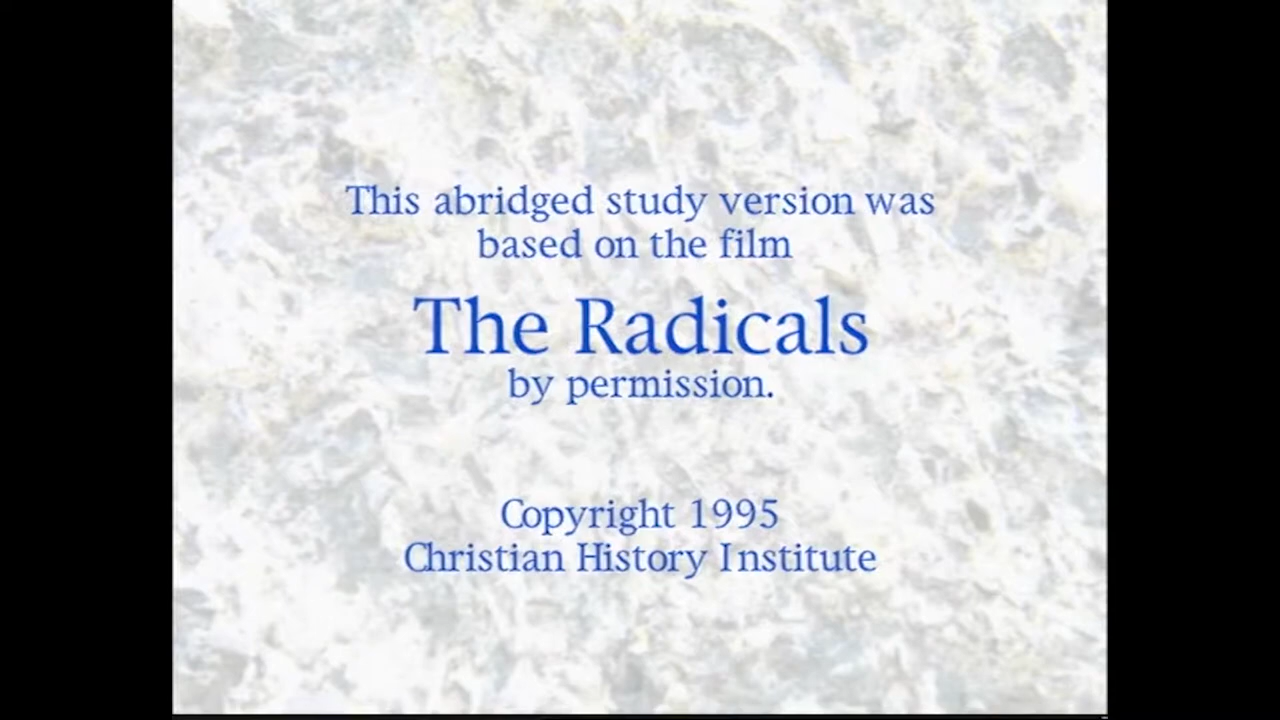 This abridged study version was
based on the film
The Radicals
by permission.
Copyright 1995
Christian History Institute